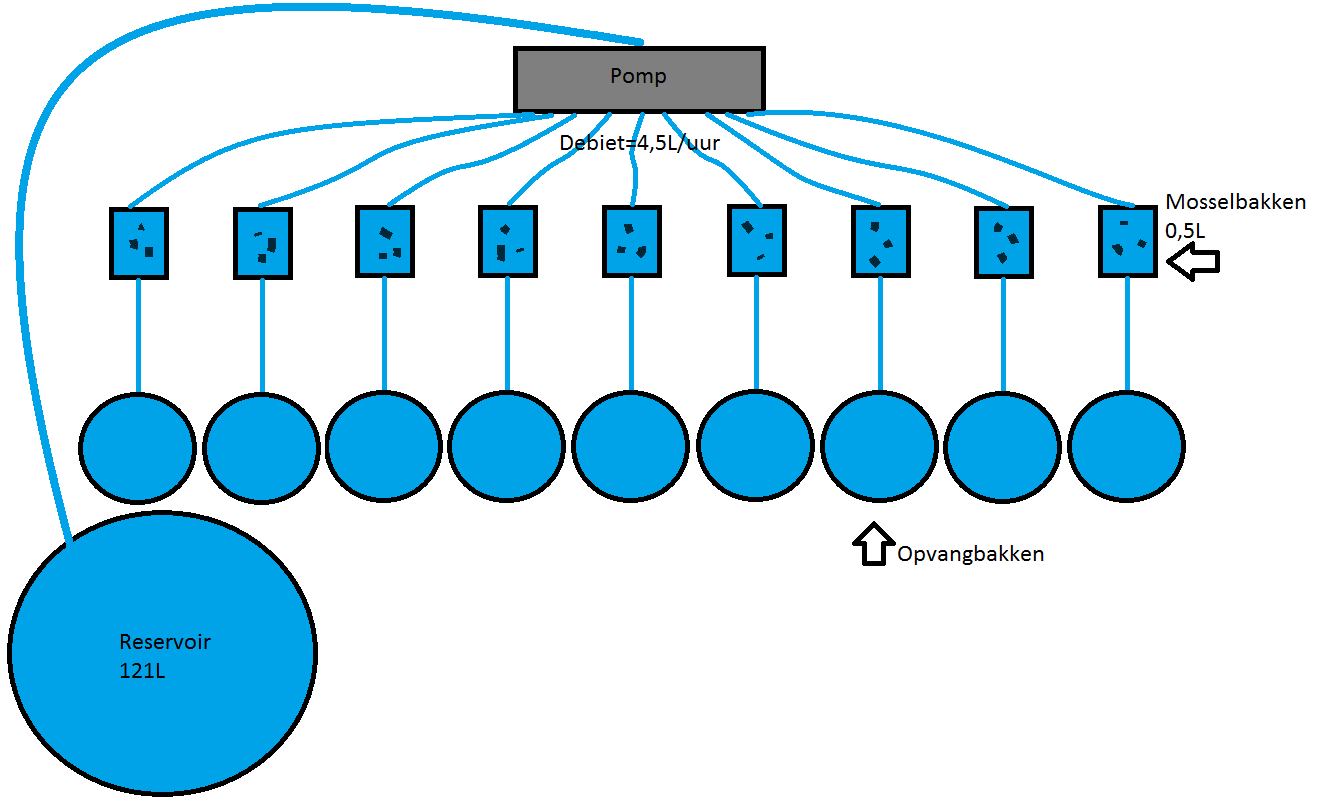 Pomp
Debiet=4,5L/uur
Mosselbakken
0,5L
Opvangbakken
Reservoir
121L